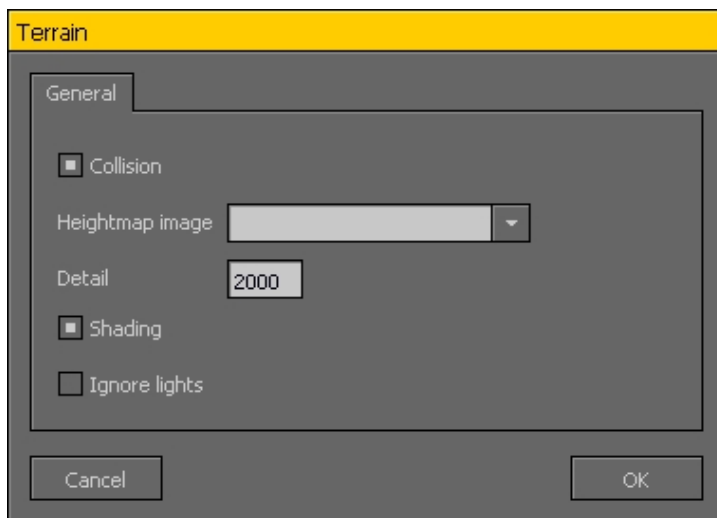 Terrain
General
Collision
Heightmap image
Detail 2000
Shading
Ignore lights
Cancel OK